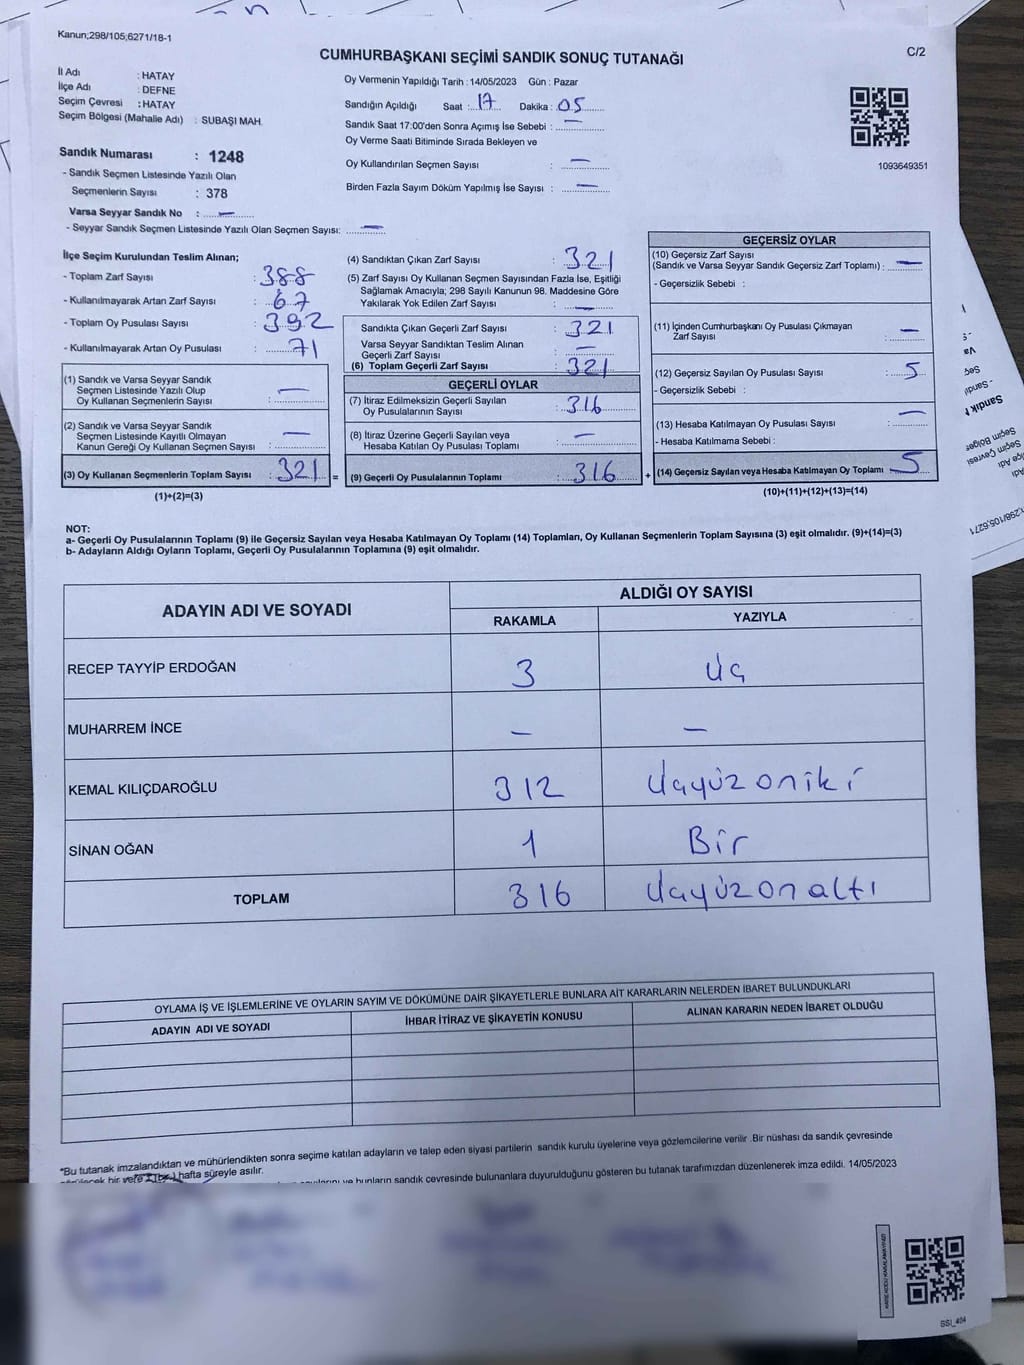 Kanun;298/105;6271/18-1
C/2
CUMHURBAŞKANI SEÇİMİ SANDIK SONUÇ TUTANAĞI
İl Adı : HATAY
İlçe Adı : DEFNE
Seçim Çevresi : HATAY
Seçim Bölgesi (Mahalle Adı) : SUBAŞI MAH.
Sandık Numarası : 1248
- Sandık Seçmen Listesinde Yazılı Olan
Seçmenlerin Sayısı : 378
Varsa Seyyar Sandık No : —
- Seyyar Sandık Seçmen Listesinde Yazılı Olan Seçmen Sayısı: —
Oy Vermenin Yapıldığı Tarih : 14/05/2023 Gün : Pazar
Sandığın Açıldığı Saat : 17 Dakika : 05
Sandık Saat 17:00'den Sonra Açımış İse Sebebi : —
Oy Verme Saati Bitiminde Sırada Bekleyen ve
Oy Kullandırılan Seçmen Sayısı : —
Birden Fazla Sayım Döküm Yapılmış İse Sayısı : —
1093649351
İlçe Seçim Kurulundan Teslim Alınan;
- Toplam Zarf Sayısı : 388
- Kullanılmayarak Artan Zarf Sayısı : 67
- Toplam Oy Pusulası Sayısı : 392
- Kullanılmayarak Artan Oy Pusulası : 71
(1) Sandık ve Varsa Seyyar Sandık
Seçmen Listesinde Yazılı Olup
Oy Kullanan Seçmenlerin Sayısı : —
(2) Sandık ve Varsa Seyyar Sandık
Seçmen Listesinde Kayıtlı Olmayan
Kanun Gereği Oy Kullanan Seçmen Sayısı : —
(3) Oy Kullanan Seçmenlerin Toplam Sayısı : 321 =
(1)+(2)=(3)
(4) Sandıktan Çıkan Zarf Sayısı : 321
(5) Zarf Sayısı Oy Kullanan Seçmen Sayısından Fazla İse, Eşitliği
Sağlamak Amacıyla; 298 Sayılı Kanunun 98. Maddesine Göre
Yakılarak Yok Edilen Zarf Sayısı : —
Sandıkta Çıkan Geçerli Zarf Sayısı : 321
Varsa Seyyar Sandıktan Teslim Alınan
Geçerli Zarf Sayısı : —
(6) Toplam Geçerli Zarf Sayısı : 321
GEÇERLİ OYLAR
(7) İtiraz Edilmeksizin Geçerli Sayılan
Oy Pusulalarının Sayısı : 316
(8) İtiraz Üzerine Geçerli Sayılan veya
Hesaba Katılan Oy Pusulası Toplamı : —
(9) Geçerli Oy Pusulalarının Toplamı : 316 +
GEÇERSİZ OYLAR
(10) Geçersiz Zarf Sayısı
(Sandık ve Varsa Seyyar Sandık Geçersiz Zarf Toplamı) : —
- Geçersizlik Sebebi :
(11) İçinden Cumhurbaşkanı Oy Pusulası Çıkmayan
Zarf Sayısı : —
(12) Geçersiz Sayılan Oy Pusulası Sayısı : 5
- Geçersizlik Sebebi :
(13) Hesaba Katılmayan Oy Pusulası Sayısı : —
- Hesaba Katılmama Sebebi :
(14) Geçersiz Sayılan veya Hesaba Katılmayan Oy Toplamı : 5
(10)+(11)+(12)+(13)=(14)
NOT:
a- Geçerli Oy Pusulalarının Toplamı (9) ile Geçersiz Sayılan veya Hesaba Katılmayan Oy Toplamı (14) Toplamları, Oy Kullanan Seçmenlerin Toplam Sayısına (3) eşit olmalıdır. (9)+(14)=(3)
b- Adayların Aldığı Oyların Toplamı, Geçerli Oy Pusulalarının Toplamına (9) eşit olmalıdır.
ADAYIN ADI VE SOYADI ALDIĞI OY SAYISI
RAKAMLA YAZIYLA
RECEP TAYYİP ERDOĞAN 3 Üç
MUHARREM İNCE — —
KEMAL KILIÇDAROĞLU 312 Üçyüz oniki
SİNAN OĞAN 1 Bir
TOPLAM 316 Üçyüz on altı
OYLAMA İŞ VE İŞLEMLERİNE VE OYLARIN SAYIM VE DÖKÜMÜNE DAİR ŞİKAYETLERLE BUNLARA AİT KARARLARIN NELERDEN İBARET BULUNDUKLARI
ADAYIN ADI VE SOYADI İHBAR İTİRAZ VE ŞİKAYETİN KONUSU ALINAN KARARIN NEDEN İBARET OLDUĞU
*Bu tutanak imzalandıktan ve mühürlendikten sonra seçime katılan adayların ve talep eden siyasi partilerin sandık kurulu üyelerine veya gözlemcilerine verilir .Bir nüshası da sandık çevresinde
hafta süreyle asılır.
ve bunların sandık çevresinde bulunanlara duyurulduğunu gösteren bu tutanak tarafımızdan düzenlenerek imza edildi. 14/05/2023
SSI_404